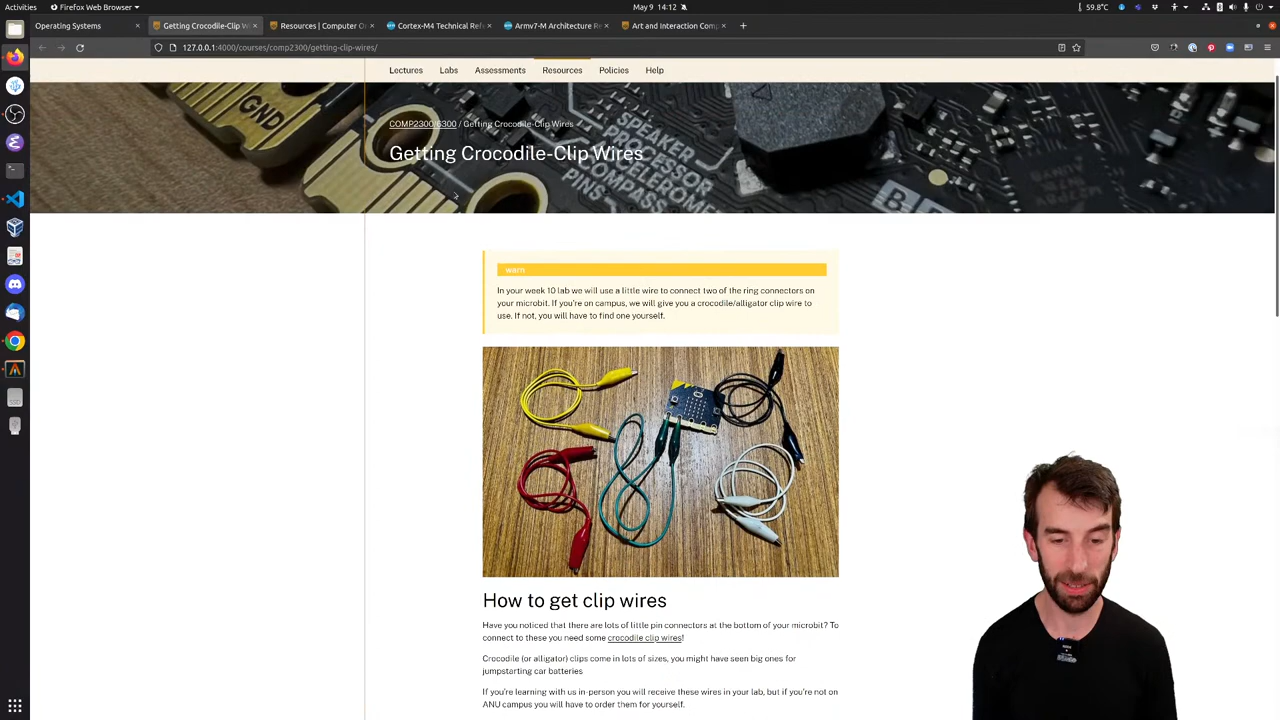 Activities
Firefox Web Browser
May 9 14:12
59.8°C
Operating Systems
Getting Crocodile-Clip W
Resources | Computer O
Cortex-M4 Technical Ref
Armv7-M Architecture Re
Art and Interaction Comp
127.0.0.1:4000/courses/comp2300/getting-clip-wires/
Lectures Labs Assessments Resources Policies Help
COMP2300/6300 / Getting Crocodile-Clip Wires
Getting Crocodile-Clip Wires
GND
SPEAKER
PINS
COMPASS
warn
In your week 10 lab we will use a little wire to connect two of the ring connectors on
your microbit. If you're on campus, we will give you a crocodile/alligator clip wire to
use. If not, you will have to find one yourself.
How to get clip wires
Have you noticed that there are lots of little pin connectors at the bottom of your microbit? To
connect to these you need some crocodile clip wires!
Crocodile (or alligator) clips come in lots of sizes, you might have seen big ones for
jumpstarting car batteries
If you're learning with us in-person you will receive these wires in your lab, but if you're not on
ANU campus you will have to order them for yourself.